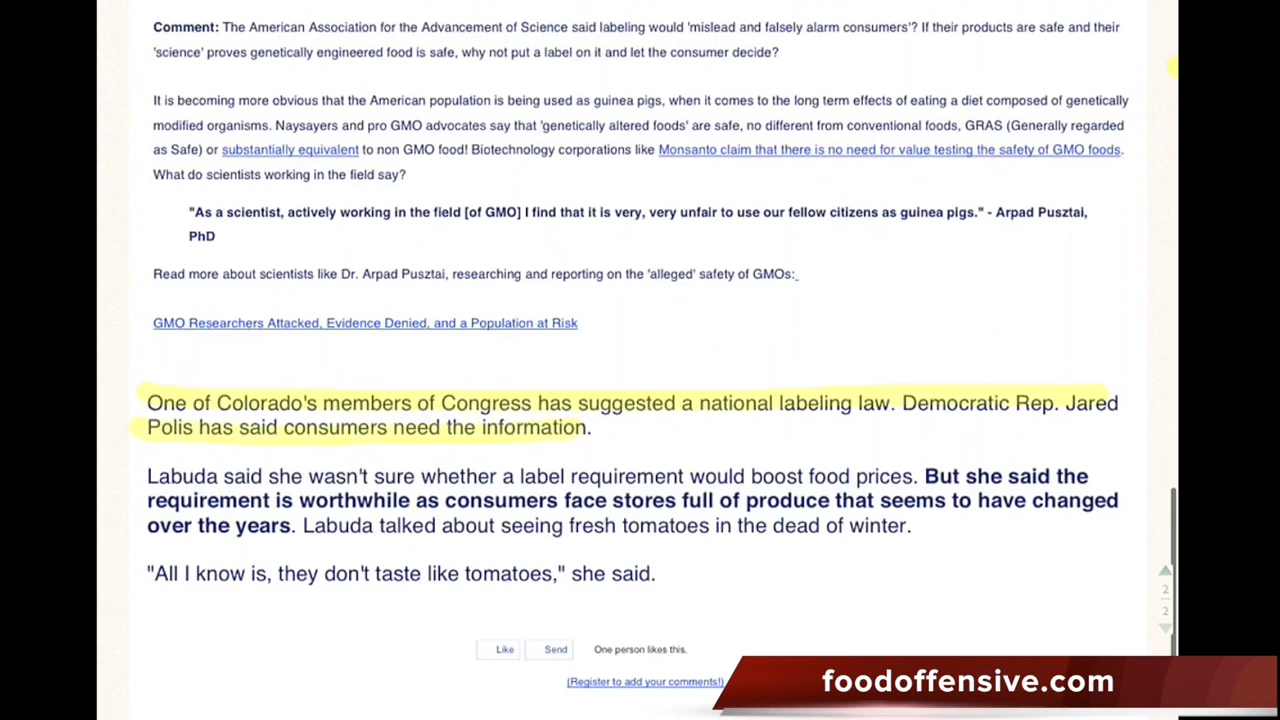 Comment: The American Association for the Advancement of Science said labeling would 'mislead and falsely alarm consumers'? If their products are safe and their
'science' proves genetically engineered food is safe, why not put a label on it and let the consumer decide?
It is becoming more obvious that the American population is being used as guinea pigs, when it comes to the long term effects of eating a diet composed of genetically
modified organisms. Naysayers and pro GMO advocates say that 'genetically altered foods' are safe, no different from conventional foods, GRAS (Generally regarded
as Safe) or substantially equivalent to non GMO food! Biotechnology corporations like Monsanto claim that there is no need for value testing the safety of GMO foods.
What do scientists working in the field say?
"As a scientist, actively working in the field [of GMO] I find that it is very, very unfair to use our fellow citizens as guinea pigs." - Arpad Pusztai,
PhD
Read more about scientists like Dr. Arpad Pusztai, researching and reporting on the 'alleged' safety of GMOs:
GMO Researchers Attacked, Evidence Denied, and a Population at Risk
One of Colorado's members of Congress has suggested a national labeling law. Democratic Rep. Jared
Polis has said consumers need the information.
Labuda said she wasn't sure whether a label requirement would boost food prices. But she said the
requirement is worthwhile as consumers face stores full of produce that seems to have changed
over the years. Labuda talked about seeing fresh tomatoes in the dead of winter.
"All I know is, they don't taste like tomatoes," she said.
2
2
Like Send One person likes this.
(Register to add your comments!)
foodoffensive.com